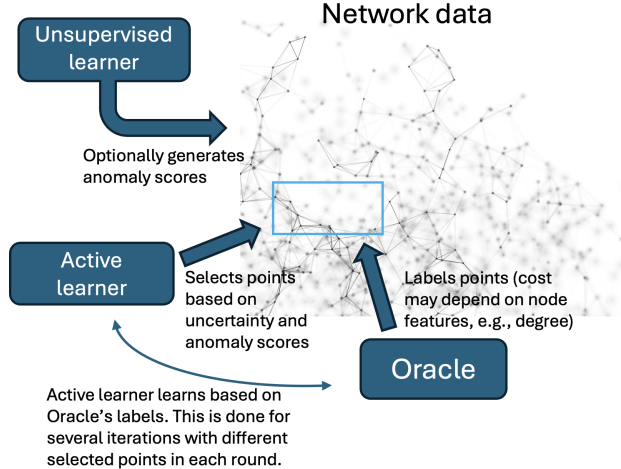 Network data
Unsupervised
learner
Optionally generates
anomaly scores
Active
learner
Selects points
based on
uncertainty and
anomaly scores
Labels points (cost
may depend on node
features, e.g., degree)
Oracle
Active learner learns based on
Oracle’s labels. This is done for
several iterations with different
selected points in each round.